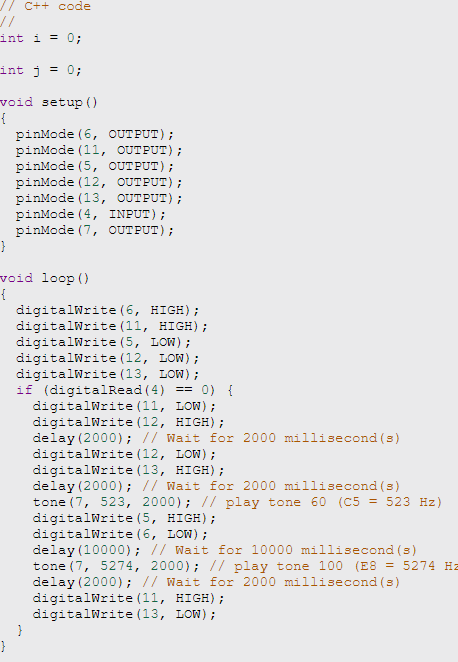 // C++ code
//
int i = 0;
int j = 0;
void setup()
{
  pinMode(6, OUTPUT);
  pinMode(11, OUTPUT);
  pinMode(5, OUTPUT);
  pinMode(12, OUTPUT);
  pinMode(13, OUTPUT);
  pinMode(4, INPUT);
  pinMode(7, OUTPUT);
}
void loop()
{
  digitalWrite(6, HIGH);
  digitalWrite(11, HIGH);
  digitalWrite(5, LOW);
  digitalWrite(12, LOW);
  digitalWrite(13, LOW);
  if (digitalRead(4) == 0) {
    digitalWrite(11, LOW);
    digitalWrite(12, HIGH);
    delay(2000); // Wait for 2000 millisecond(s)
    digitalWrite(12, LOW);
    digitalWrite(13, HIGH);
    delay(2000); // Wait for 2000 millisecond(s)
    tone(7, 523, 2000); // play tone 60 (C5 = 523 Hz)
    digitalWrite(5, HIGH);
    digitalWrite(6, LOW);
    delay(10000); // Wait for 10000 millisecond(s)
    tone(7, 5274, 2000); // play tone 100 (E8 = 5274 Hz
    delay(2000); // Wait for 2000 millisecond(s)
    digitalWrite(11, HIGH);
    digitalWrite(13, LOW);
  }
}